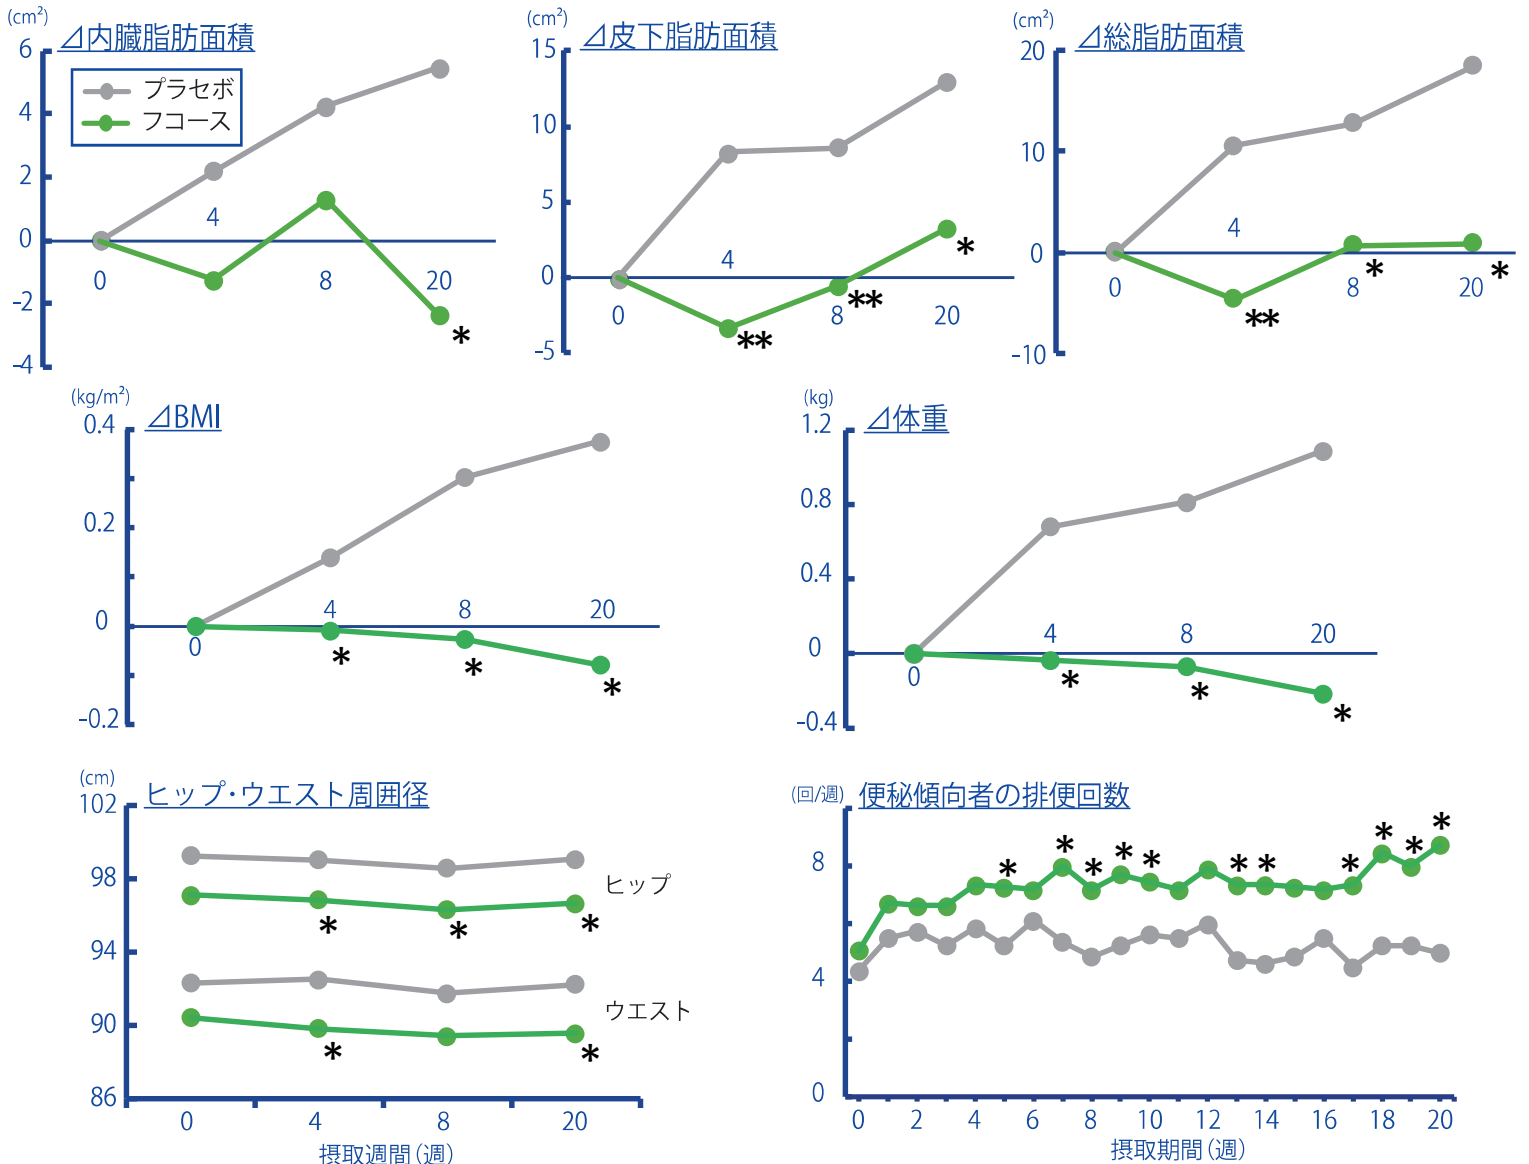 (cm²)
⊿内臓脂肪面積
6
4
2
0
-2
-4
プラセボ
フコース
0
4
8
20
*
(cm²)
⊿皮下脂肪面積
15
10
5
0
-5
0
4
8
20
**
**
*
(cm²)
⊿総脂肪面積
20
10
0
-10
0
4
8
20
**
*
*
(kg/m²)
⊿BMI
0.4
0.2
0
-0.2
0
4
8
20
*
*
*
(kg)
⊿体重
1.2
0.8
0.4
0
-0.4
0
4
8
20
*
*
*
(cm)
ヒップ・ウエスト周囲径
102
98
94
90
86
ヒップ
* * *
ウエスト
* *
0 4 8 20
摂取週間（週）
(回/週)
便秘傾向者の排便回数
8
4
0
* * * * * * * * * * *
0 2 4 6 8 10 12 14 16 18 20
摂取期間（週）